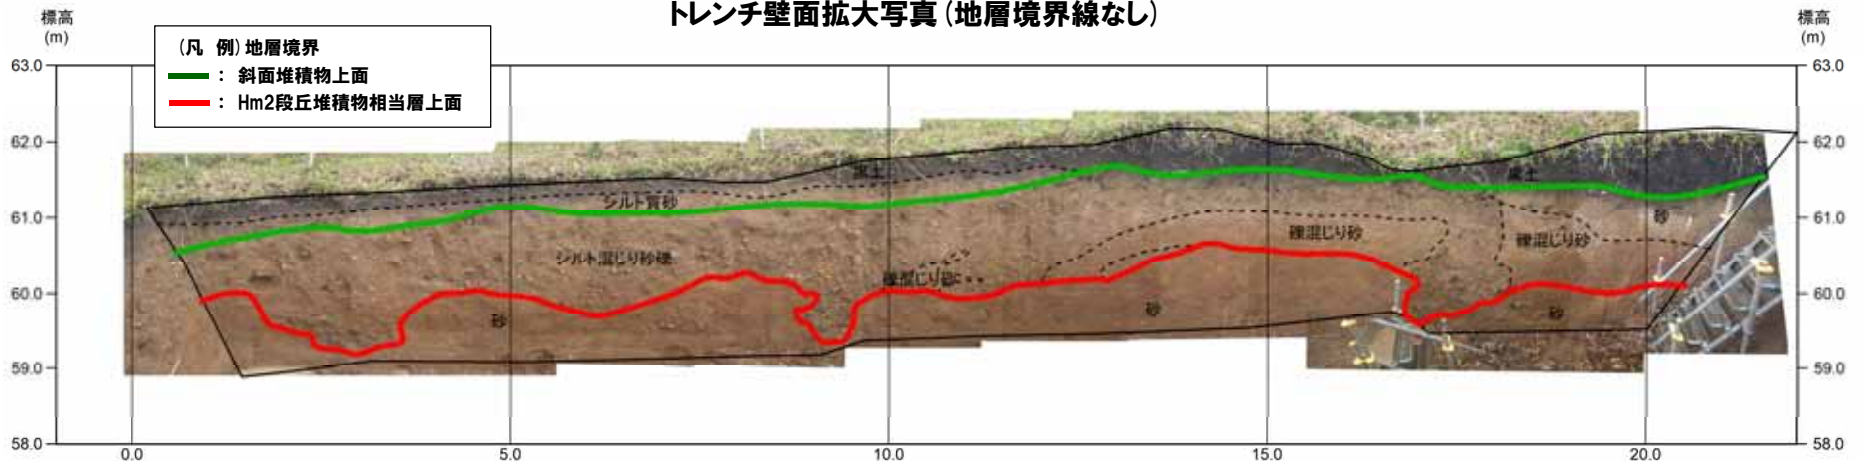 トレンチ壁面拡大写真(地層境界線なし)
標高
(m)
標高
(m)
(凡 例)地層境界
: 斜面堆積物上面
: Hm2段丘堆積物相当層上面
63.0
63.0
62.0
62.0
黒土
黒土
シルト質砂
61.0
砂
61.0
礫混じり砂
礫混じり砂
シルト混じり砂礫
礫混じり砂
60.0
60.0
砂
砂
砂
59.0
59.0
58.0
58.0
0.0
5.0
10.0
15.0
20.0